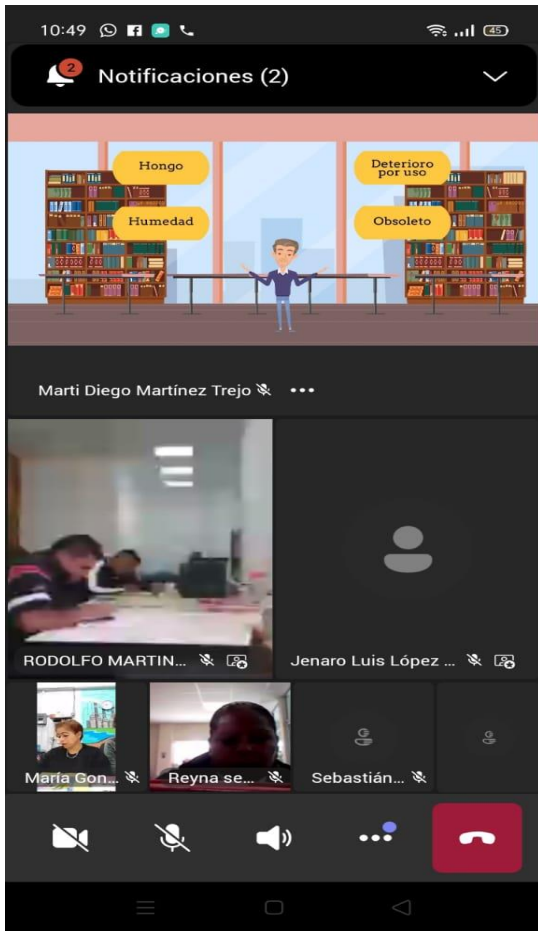 10:49
45
2
Notificaciones (2)
Hongo
Deterioro
por uso
Humedad
Obsoleto
Marti Diego Martínez Trejo
RODOLFO MARTIN...
Jenaro Luis López ...
María Gon...
Reyna se...
Sebastián...